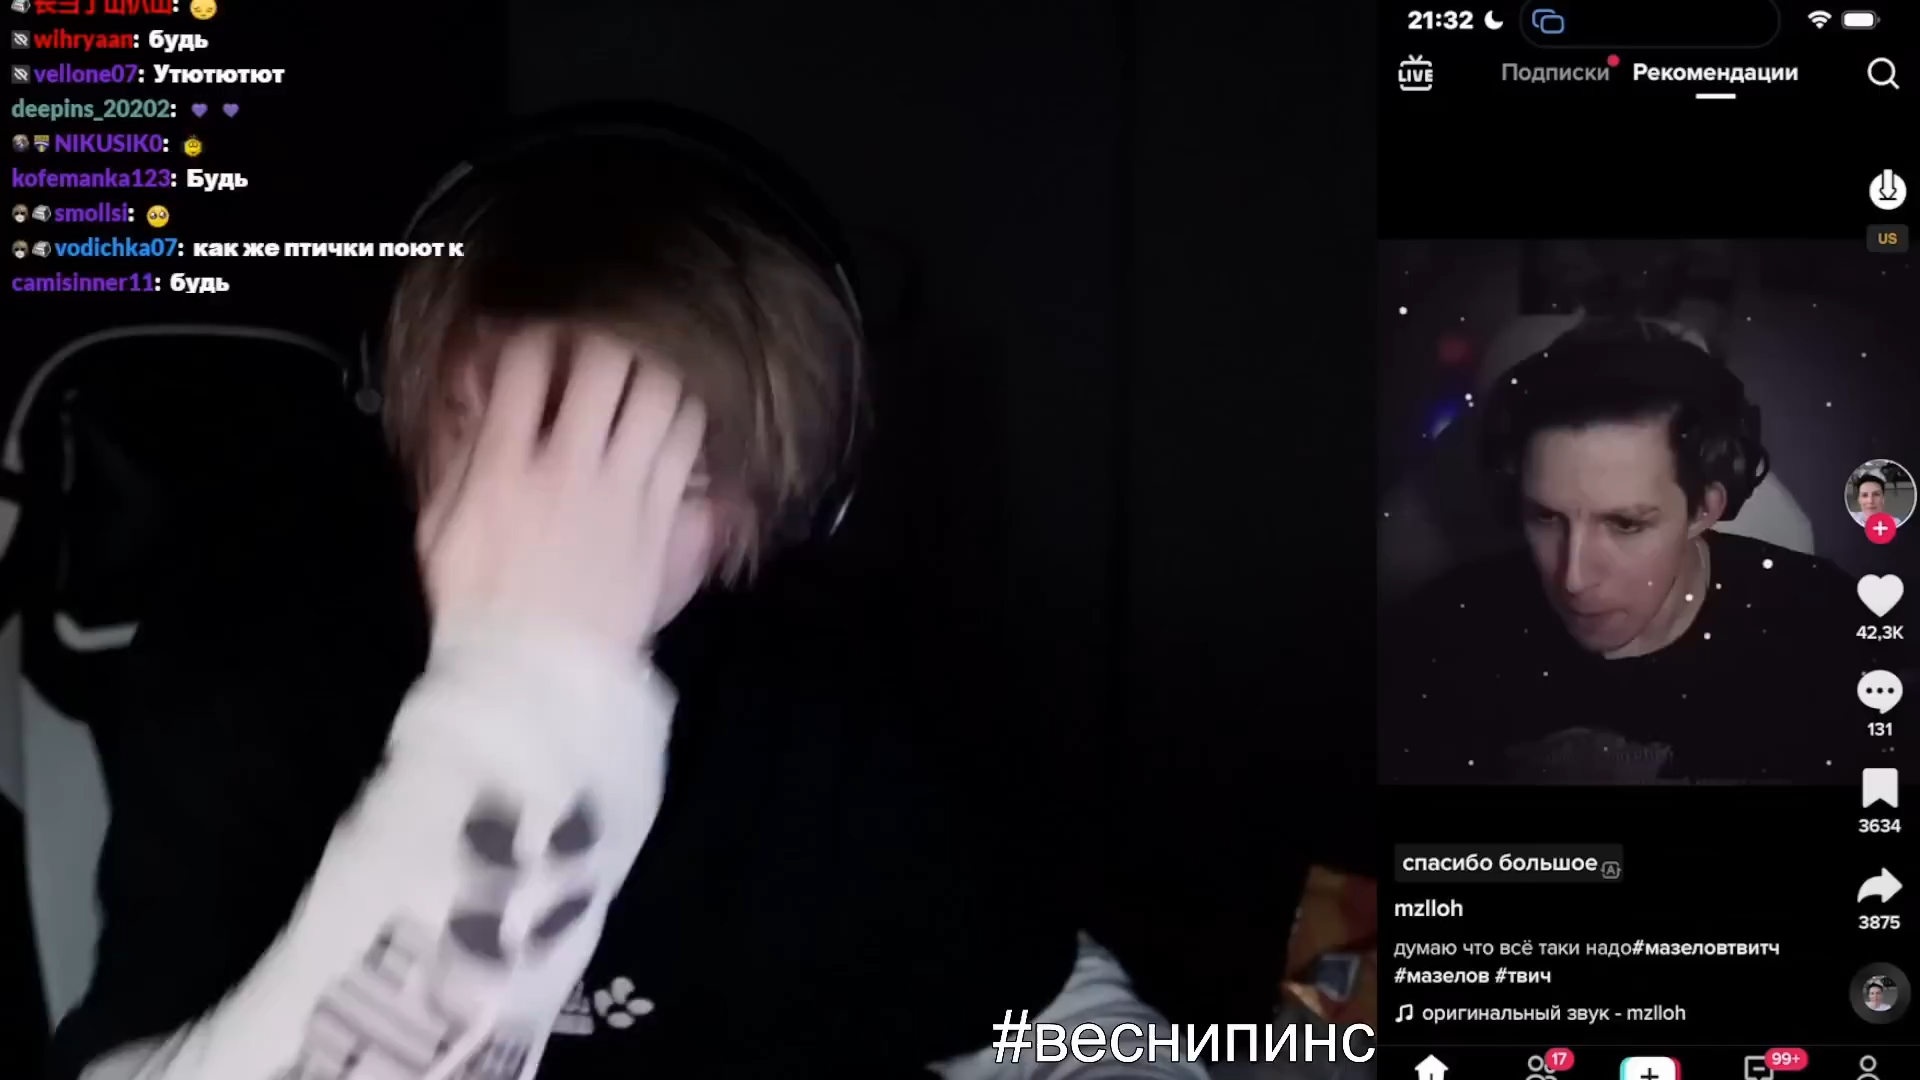 wihryaan: будь
vellone07: Утютютют
deepins_20202:
NIKUSIK0:
kofemanka123: Будь
smollsi:
vodichka07: как же птички поют к
camisinner11: будь
#веснипинс
21:32
LIVE
Подписки Рекомендации
US
42,3K
131
3634
3875
спасибо большое
mzlloh
думаю что всё таки надо#мазеловтвитч
#мазелов #твич
оригинальный звук - mzlloh
17
99+